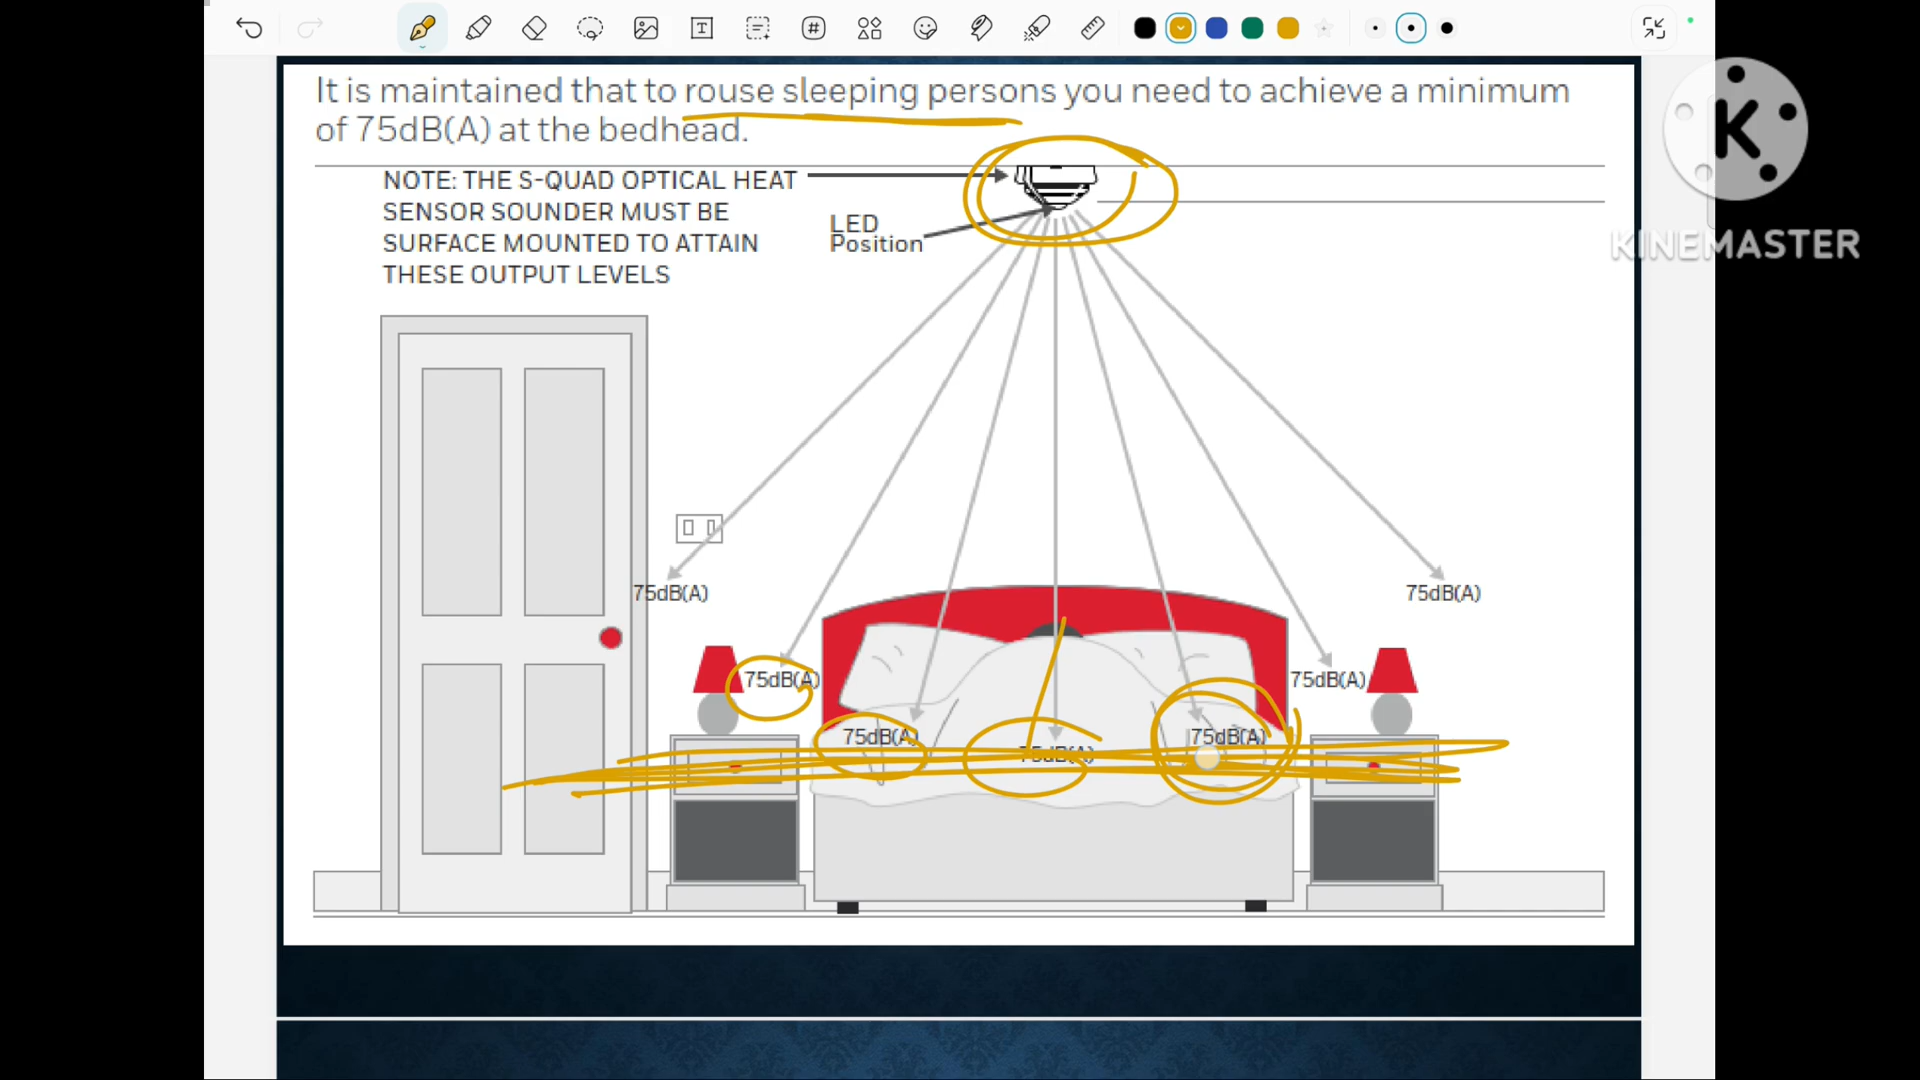 It is maintained that to rouse sleeping persons you need to achieve a minimum
of 75dB(A) at the bedhead.
NOTE: THE S-QUAD OPTICAL HEAT
SENSOR SOUNDER MUST BE
SURFACE MOUNTED TO ATTAIN
THESE OUTPUT LEVELS
LED
Position
K
KINEMASTER
75dB(A)
75dB(A)
75dB(A)
75dB(A)
75dB(A)
75dB(A)
75dB(A)